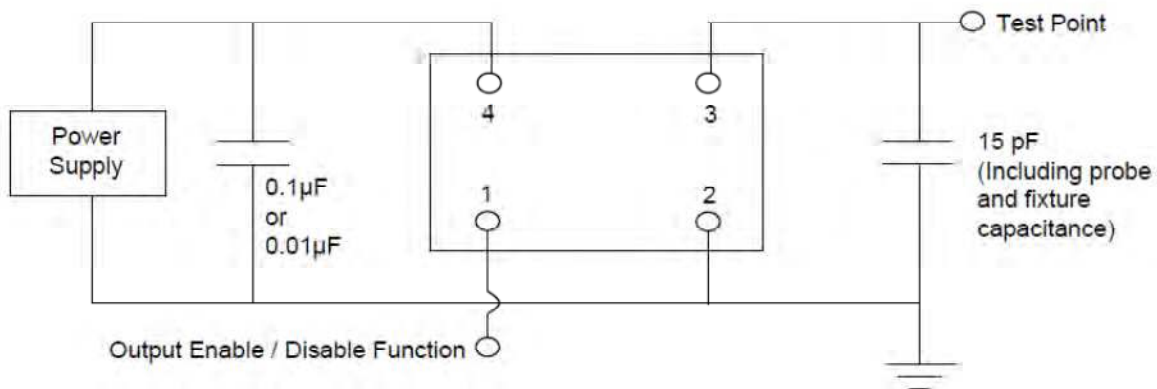 Test Point
4
3
Power
Supply
0.1µF
or
0.01µF
1
2
15 pF
(Including probe
and fixture
capacitance)
Output Enable / Disable Function